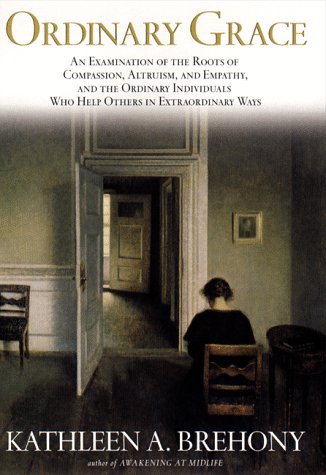 ORDINARY GRACE
AN EXAMINATION OF THE ROOTS OF
COMPASSION, ALTRUISM, AND EMPATHY,
AND THE ORDINARY INDIVIDUALS
WHO HELP OTHERS IN EXTRAORDINARY WAYS
KATHLEEN A. BREHONY
author of AWAKENING AT MIDLIFE